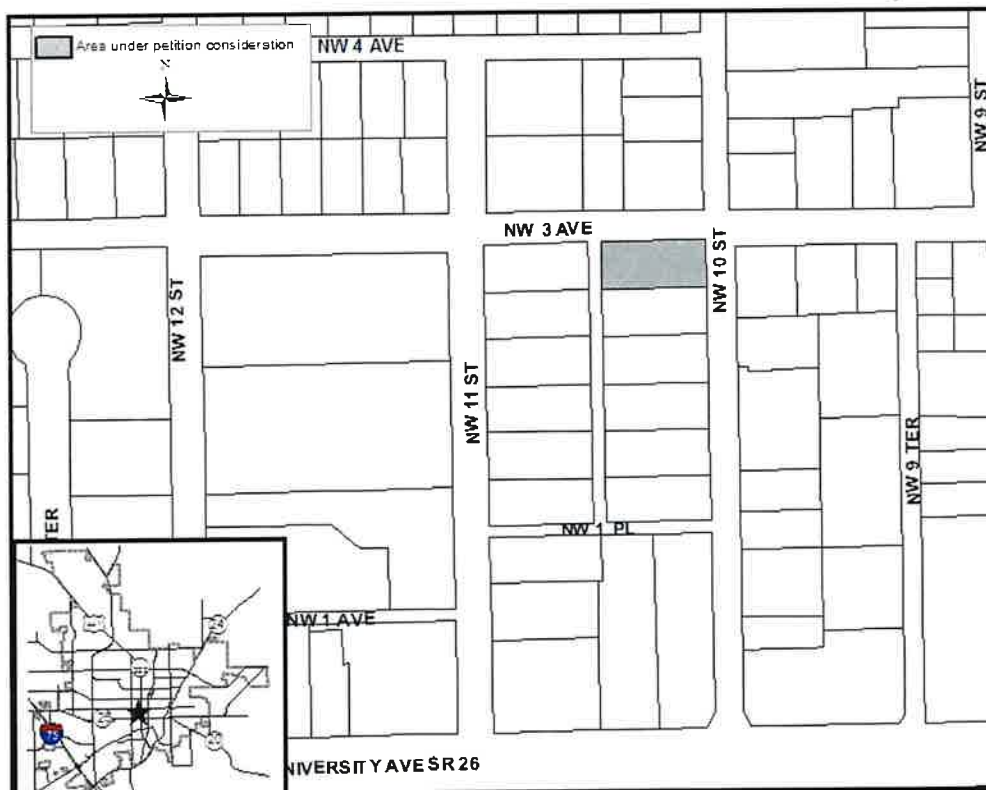 Area under petition consideration
N
NW 4 AVE
NW 9 ST
NW 3 AVE
NW 10 ST
NW 12 ST
NW 11 ST
NW 9 TER
TER
NW 1 PL
NW 1 AVE
NIVERSITY AVE SR 26